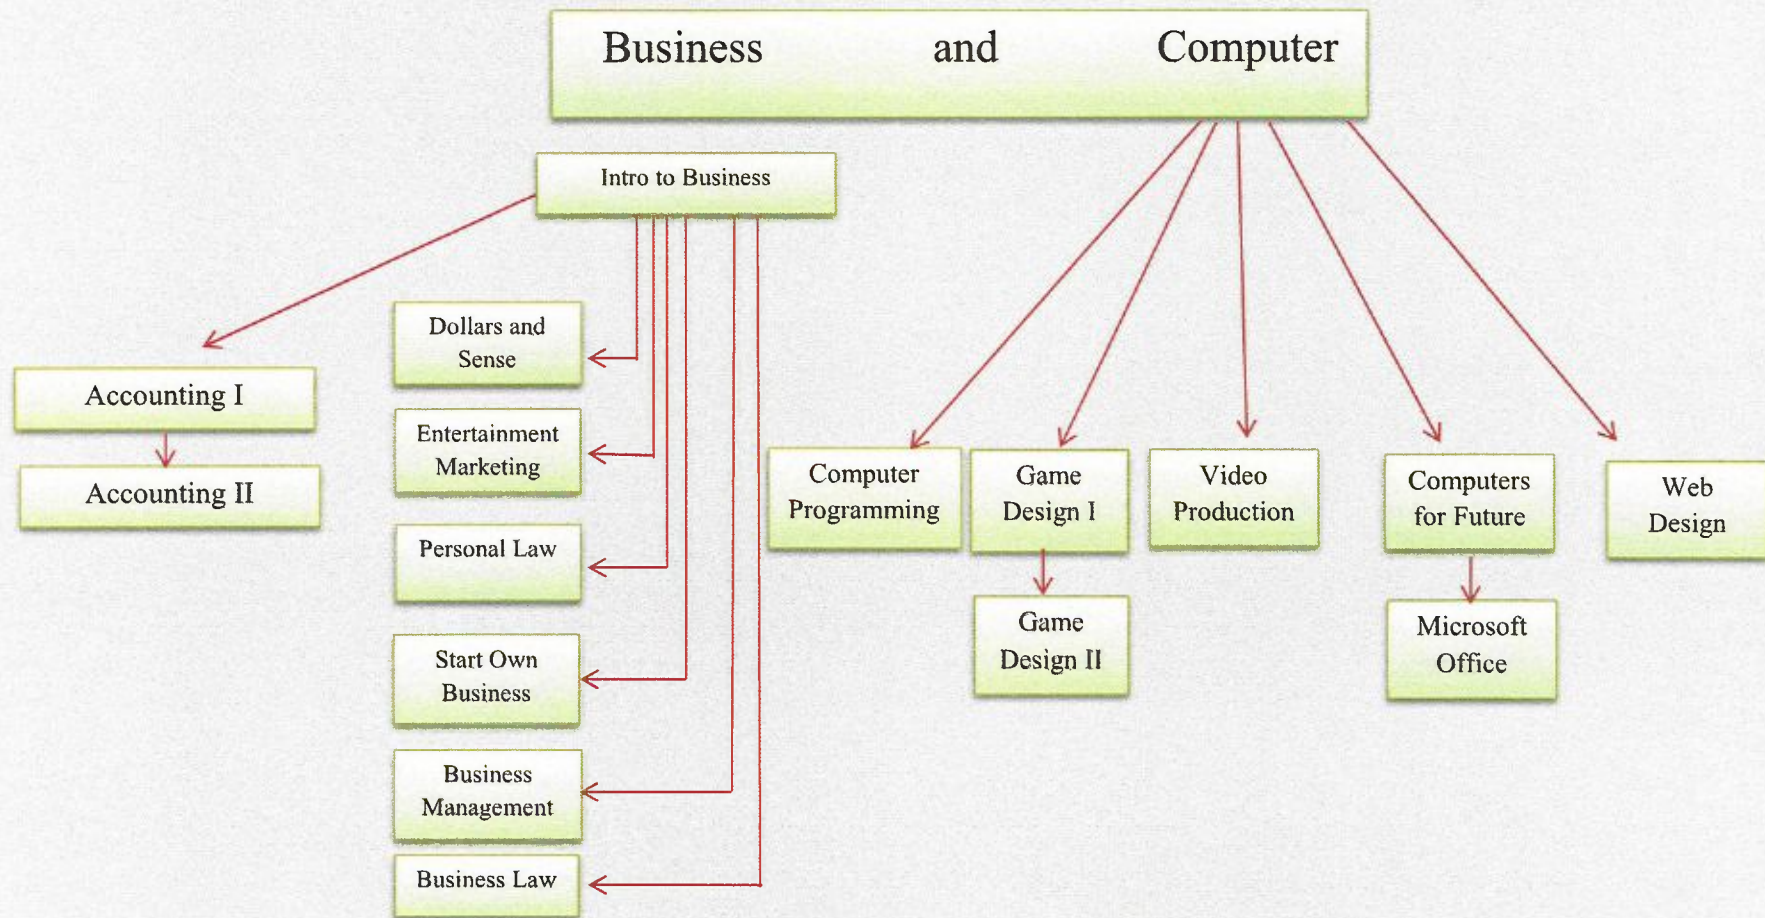 Business and Computer
Intro to Business
Accounting I
Accounting II
Dollars and
Sense
Entertainment
Marketing
Personal Law
Start Own
Business
Business
Management
Business Law
Computer
Programming
Game
Design I
Game
Design II
Video
Production
Computers
for Future
Microsoft
Office
Web
Design